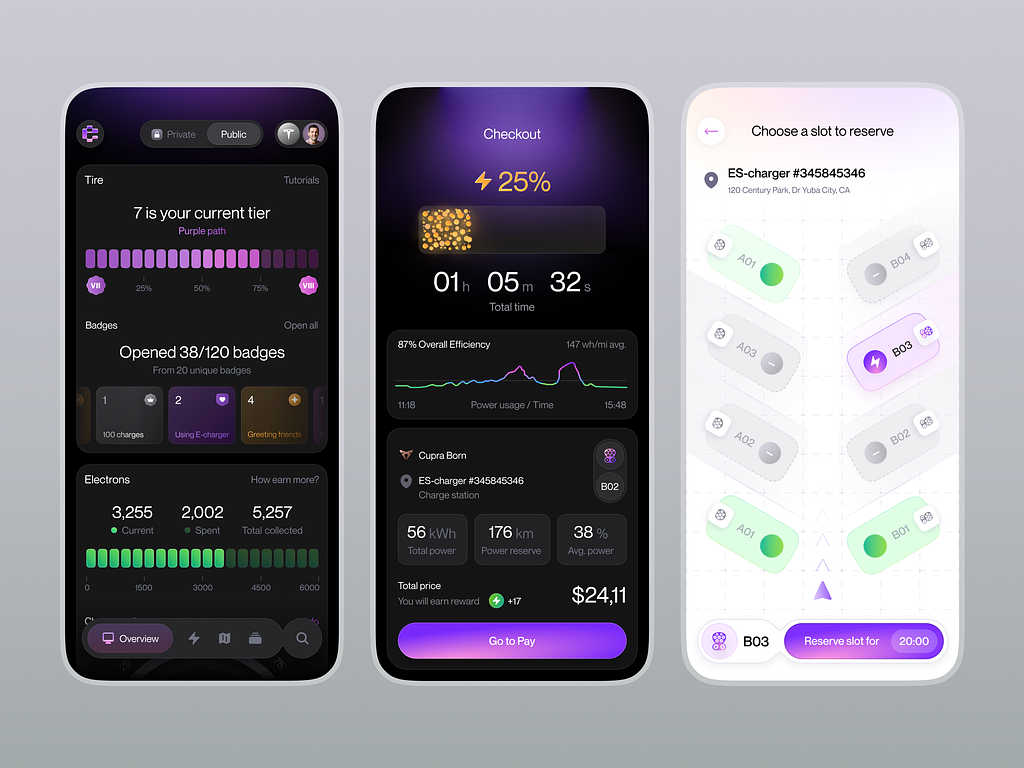 Private
Public
Tire
Tutorials
7 is your current tier
Purple path
VII
25%
50%
75%
VIII
Badges
Open all
Opened 38/120 badges
From 20 unique badges
1
100 charges
2
Using E-charger
4
Greeting friends
Electrons
How earn more?
3,255
2,002
5,257
Current
Spent
Total collected
0
1500
3000
4500
6000
Overview
75
Checkout
25%
01 h 05 m 32 s
Total time
87% Overall Efficiency
147 wh/mi avg.
11:18
Power usage / Time
15:48
Cupra Born
ES-charger #345845346
Charge station
B02
56 kWh
Total power
176 km
Power reserve
38 %
Avg. power
Total price
You will earn reward
+17
$24,11
Go to Pay
Choose a slot to reserve
ES-charger #345845346
120 Century Park, Dr Yuba City, CA
A01
B04
A03
B03
A02
B02
A01
B01
B03
Reserve slot for
20:00